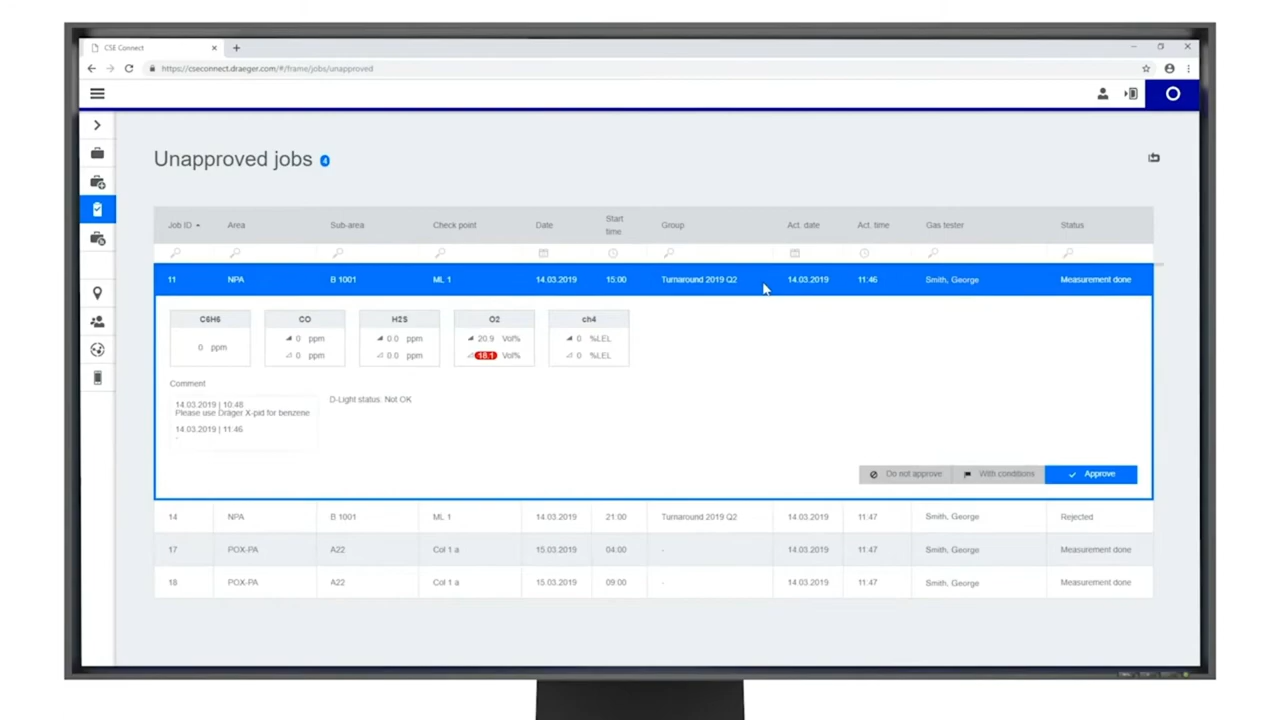 CSE Connect
https://cseconnect.draeger.com/#/frame/jobs/unapproved
Unapproved jobs 4
Job ID Area Sub-area Check point Date Start time Group Act. date Act. time Gas tester Status
11 NPA B 1001 ML 1 14.03.2019 15:00 Turnaround 2019 Q2 14.03.2019 11:46 Smith, George Measurement done
C6H6 CO H2S O2 ch4
0 ppm
0 ppm 0.0 ppm 20.9 Vol% 0 %LEL
0 ppm 0.0 ppm 18.1 Vol% 0 %LEL
Comment
14.03.2019 | 10:48 D-Light status: Not OK
Please use Dräger X-pid for benzene
14.03.2019 | 11:46
-
Do not approve With conditions Approve
14 NPA B 1001 ML 1 14.03.2019 21:00 Turnaround 2019 Q2 14.03.2019 11:47 Smith, George Rejected
17 POX-PA A22 Col 1 a 15.03.2019 04:00 - 14.03.2019 11:47 Smith, George Measurement done
18 POX-PA A22 Col 1 a 15.03.2019 09:00 - 14.03.2019 11:47 Smith, George Measurement done